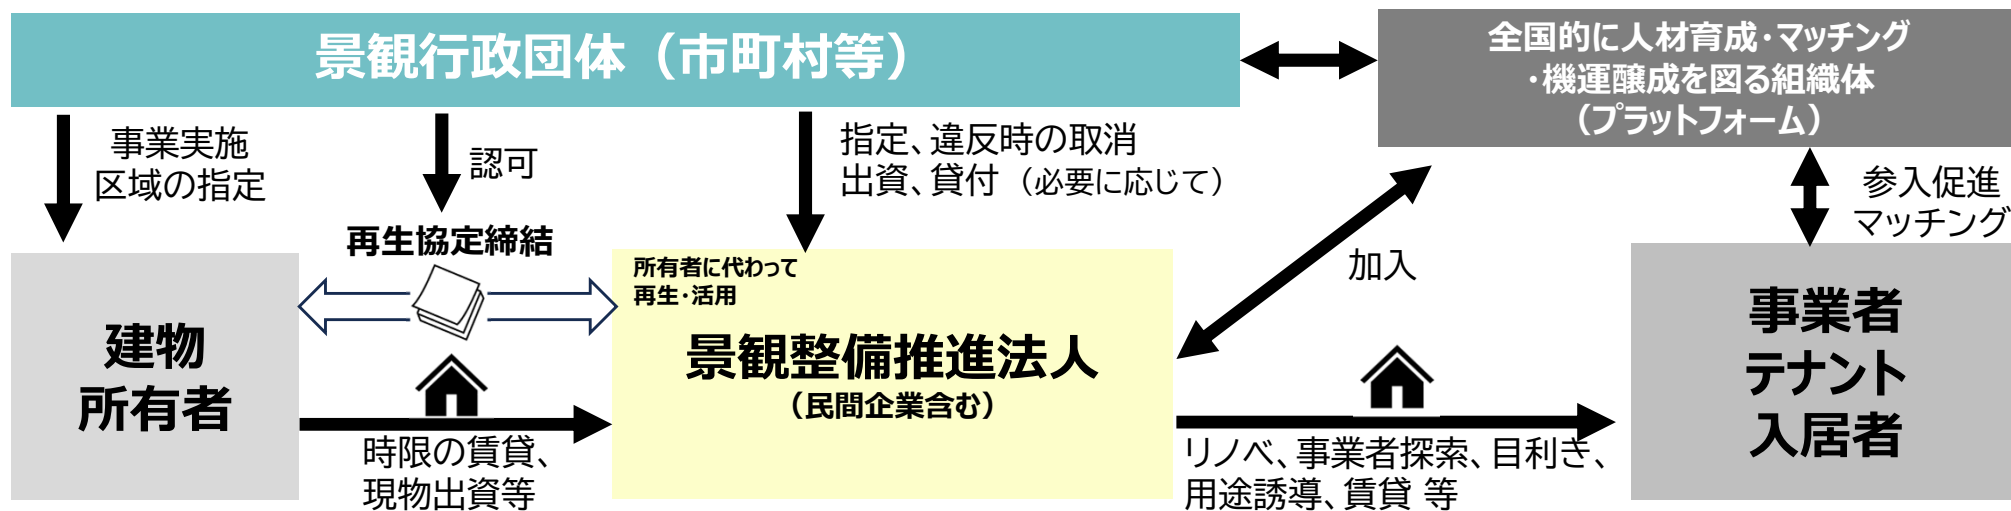 景観行政団体（市町村等）
全国的に人材育成・マッチング
・機運醸成を図る組織体
（プラットフォーム）
事業実施
区域の指定
認可
指定、違反時の取消
出資、貸付（必要に応じて）
参入促進
マッチング
再生協定締結
加入
建物
所有者
所有者に代わって
再生・活用
景観整備推進法人
（民間企業含む）
事業者
テナント
入居者
時限の賃貸、
現物出資等
リノベ、事業者探索、目利き、
用途誘導、賃貸 等